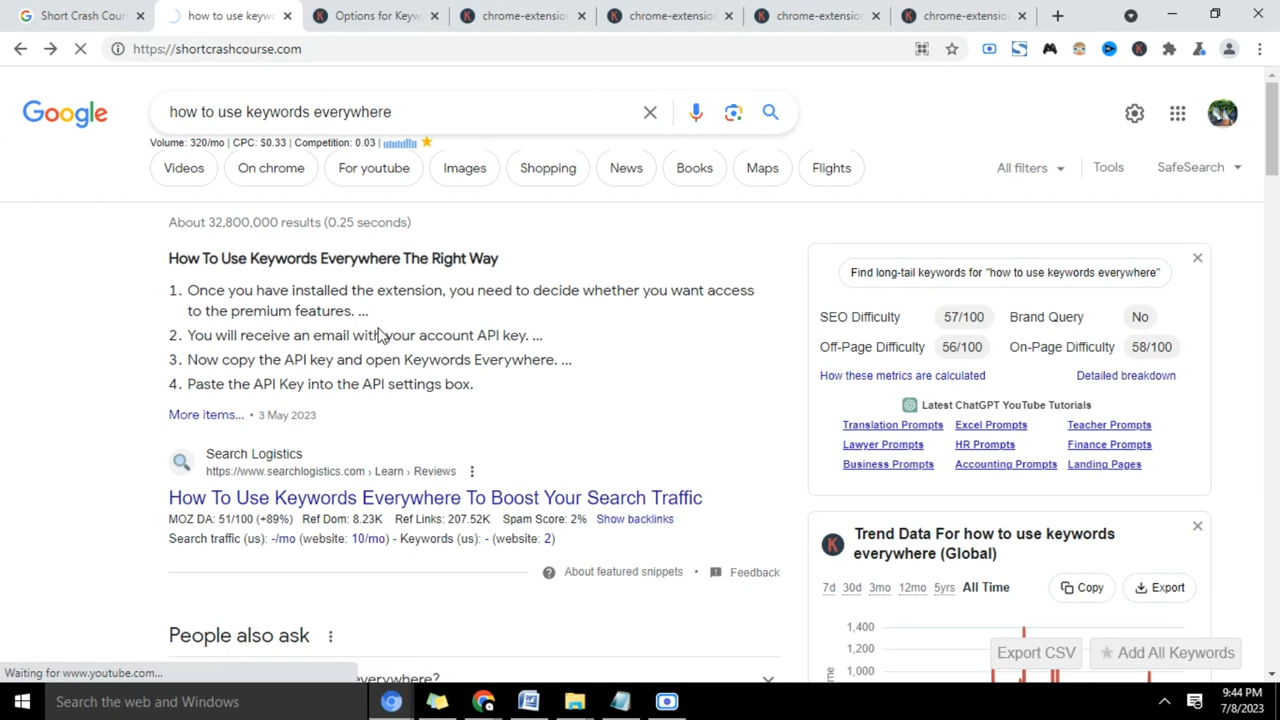 Short Crash Cour
how to use keyw
Options for Keyw
chrome-extensi
chrome-extensi
chrome-extensi
chrome-extensi
https://shortcrashcourse.com
Google
how to use keywords everywhere
Volume: 320/mo | CPC: $0.33 | Competition: 0.03 |
Videos
On chrome
For youtube
Images
Shopping
News
Books
Maps
Flights
All filters
Tools
SafeSearch
About 32,800,000 results (0.25 seconds)
How To Use Keywords Everywhere The Right Way
1. Once you have installed the extension, you need to decide whether you want access
to the premium features. ...
2. You will receive an email with your account API key. ...
3. Now copy the API key and open Keywords Everywhere. ...
4. Paste the API Key into the API settings box.
More items... • 3 May 2023
Search Logistics
https://www.searchlogistics.com › Learn › Reviews
How To Use Keywords Everywhere To Boost Your Search Traffic
MOZ DA: 51/100 (+89%) Ref Dom: 8.23K Ref Links: 207.52K Spam Score: 2% Show backlinks
Search traffic (us): -/mo (website: 10/mo) - Keywords (us): - (website: 2)
About featured snippets • Feedback
People also ask
everywhere?
Find long-tail keywords for "how to use keywords everywhere"
SEO Difficulty 57/100 Brand Query No
Off-Page Difficulty 56/100 On-Page Difficulty 58/100
How these metrics are calculated Detailed breakdown
Latest ChatGPT YouTube Tutorials
Translation Prompts Excel Prompts Teacher Prompts
Lawyer Prompts HR Prompts Finance Prompts
Business Prompts Accounting Prompts Landing Pages
Trend Data For how to use keywords
everywhere (Global)
7d 30d 3mo 12mo 5yrs All Time Copy Export
1,400
1,200
1,000
Export CSV
Add All Keywords
Waiting for www.youtube.com...
Search the web and Windows
9:44 PM
7/8/2023